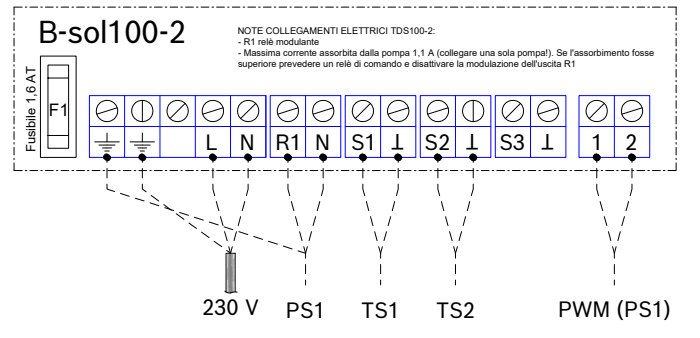 B-sol100-2
NOTE COLLEGAMENTI ELETTRICI TDS100-2:
- R1 relè modulante
- Massima corrente assorbita dalla pompa 1,1 A (collegare una sola pompa!). Se l'assorbimento fosse
superiore prevedere un relè di comando e disattivare la modulazione dell'uscita R1
Fusibile 1,6 AT
F1
L N R1 N S1 ⊥ S2 ⊥ S3 ⊥ 1 2
230 V PS1 TS1 TS2 PWM (PS1)